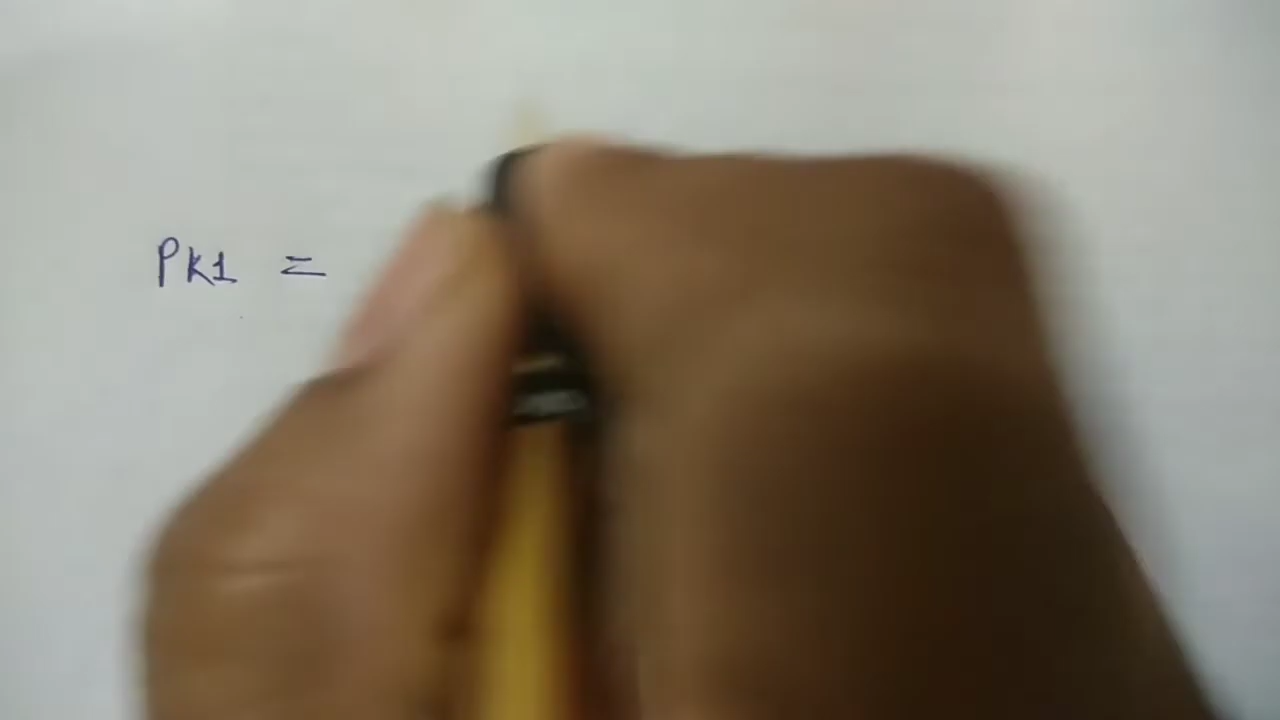 Pk1 =